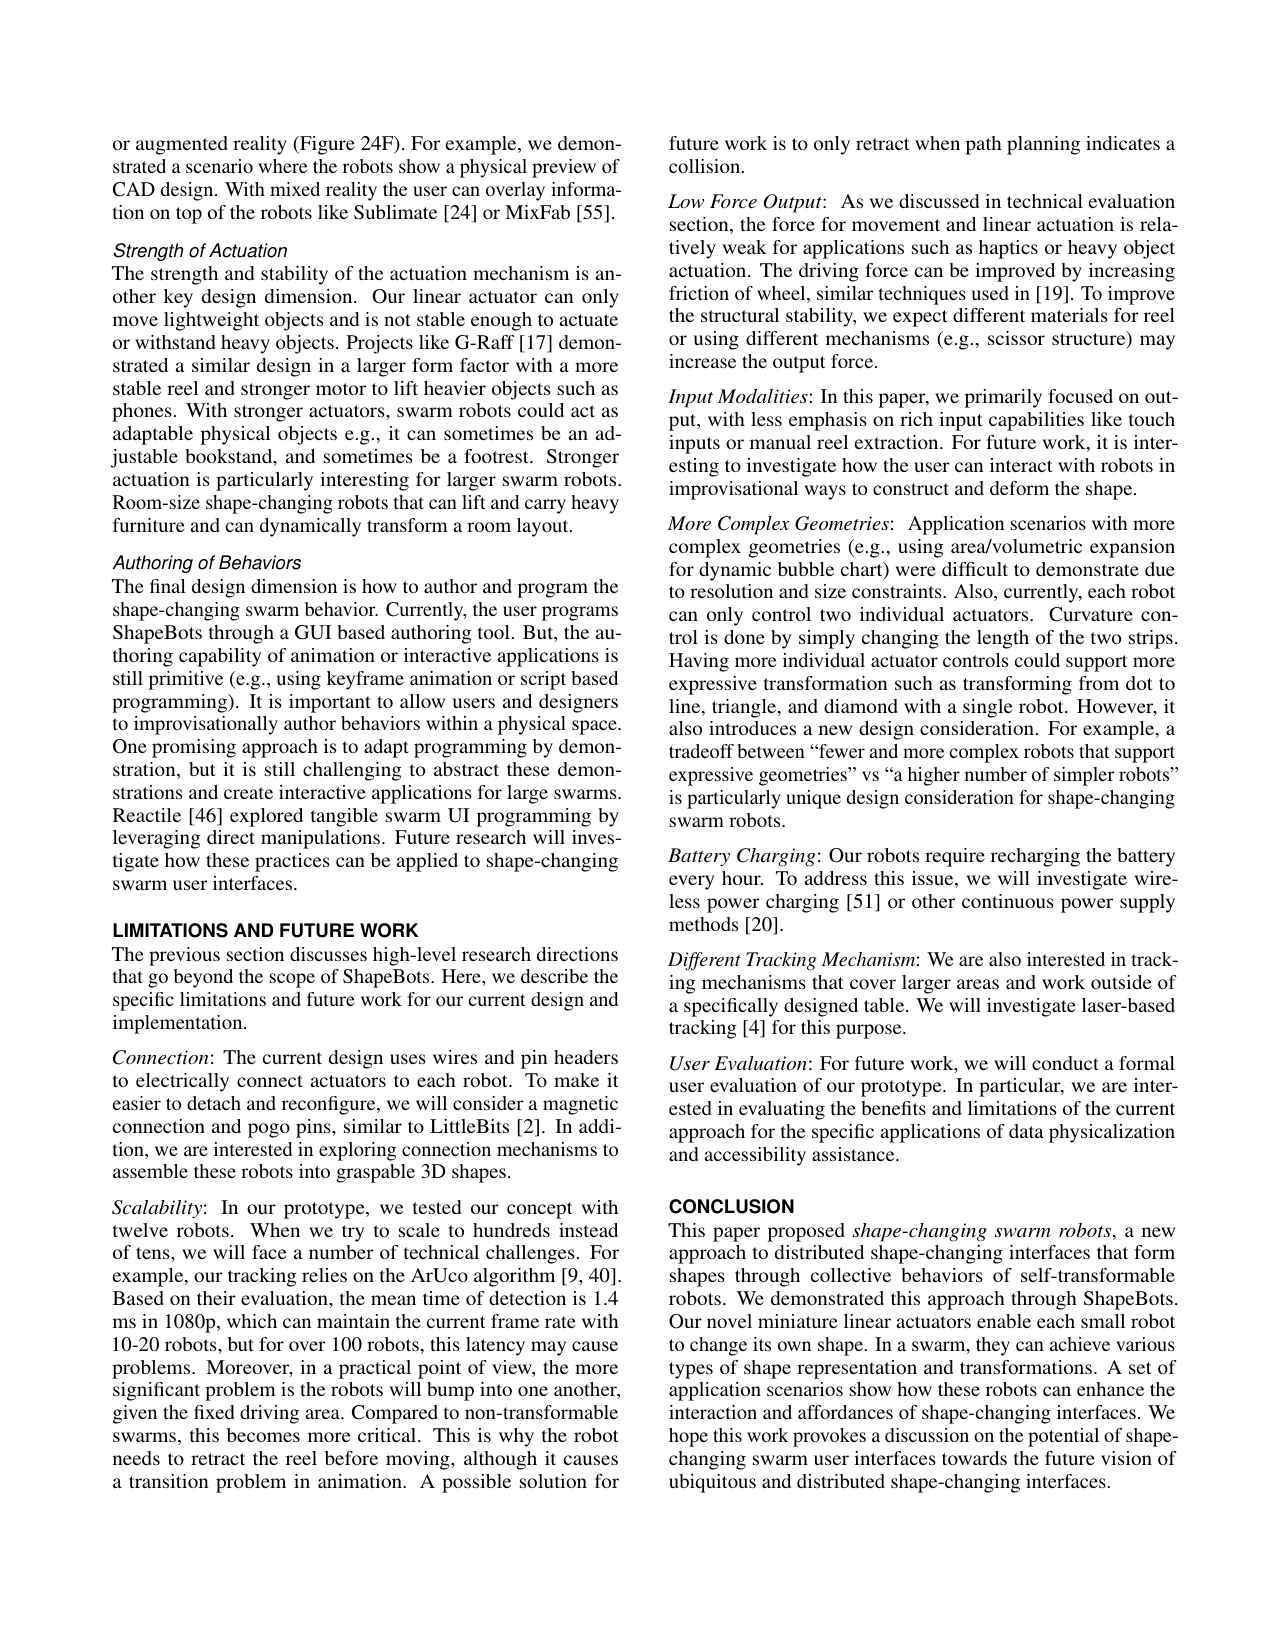 or augmented reality (Figure 24F). For example, we demon-
strated a scenario where the robots show a physical preview of
CAD design. With mixed reality the user can overlay informa-
tion on top of the robots like Sublimate [24] or MixFab [55].
Strength of Actuation
The strength and stability of the actuation mechanism is an-
other key design dimension. Our linear actuator can only
move lightweight objects and is not stable enough to actuate
or withstand heavy objects. Projects like G-Raff [17] demon-
strated a similar design in a larger form factor with a more
stable reel and stronger motor to lift heavier objects such as
phones. With stronger actuators, swarm robots could act as
adaptable physical objects e.g., it can sometimes be an ad-
justable bookstand, and sometimes be a footrest. Stronger
actuation is particularly interesting for larger swarm robots.
Room-size shape-changing robots that can lift and carry heavy
furniture and can dynamically transform a room layout.
Authoring of Behaviors
The final design dimension is how to author and program the
shape-changing swarm behavior. Currently, the user programs
ShapeBots through a GUI based authoring tool. But, the au-
thoring capability of animation or interactive applications is
still primitive (e.g., using keyframe animation or script based
programming). It is important to allow users and designers
to improvisationally author behaviors within a physical space.
One promising approach is to adapt programming by demon-
stration, but it is still challenging to abstract these demon-
strations and create interactive applications for large swarms.
Reactile [46] explored tangible swarm UI programming by
leveraging direct manipulations. Future research will inves-
tigate how these practices can be applied to shape-changing
swarm user interfaces.
LIMITATIONS AND FUTURE WORK
The previous section discusses high-level research directions
that go beyond the scope of ShapeBots. Here, we describe the
specific limitations and future work for our current design and
implementation.
Connection: The current design uses wires and pin headers
to electrically connect actuators to each robot. To make it
easier to detach and reconfigure, we will consider a magnetic
connection and pogo pins, similar to LittleBits [2]. In addi-
tion, we are interested in exploring connection mechanisms to
assemble these robots into graspable 3D shapes.
Scalability: In our prototype, we tested our concept with
twelve robots. When we try to scale to hundreds instead
of tens, we will face a number of technical challenges. For
example, our tracking relies on the ArUco algorithm [9, 40].
Based on their evaluation, the mean time of detection is 1.4
ms in 1080p, which can maintain the current frame rate with
10-20 robots, but for over 100 robots, this latency may cause
problems. Moreover, in a practical point of view, the more
significant problem is the robots will bump into one another,
given the fixed driving area. Compared to non-transformable
swarms, this becomes more critical. This is why the robot
needs to retract the reel before moving, although it causes
a transition problem in animation. A possible solution for
future work is to only retract when path planning indicates a
collision.
Low Force Output: As we discussed in technical evaluation
section, the force for movement and linear actuation is rela-
tively weak for applications such as haptics or heavy object
actuation. The driving force can be improved by increasing
friction of wheel, similar techniques used in [19]. To improve
the structural stability, we expect different materials for reel
or using different mechanisms (e.g., scissor structure) may
increase the output force.
Input Modalities: In this paper, we primarily focused on out-
put, with less emphasis on rich input capabilities like touch
inputs or manual reel extraction. For future work, it is inter-
esting to investigate how the user can interact with robots in
improvisational ways to construct and deform the shape.
More Complex Geometries: Application scenarios with more
complex geometries (e.g., using area/volumetric expansion
for dynamic bubble chart) were difficult to demonstrate due
to resolution and size constraints. Also, currently, each robot
can only control two individual actuators. Curvature con-
trol is done by simply changing the length of the two strips.
Having more individual actuator controls could support more
expressive transformation such as transforming from dot to
line, triangle, and diamond with a single robot. However, it
also introduces a new design consideration. For example, a
tradeoff between “fewer and more complex robots that support
expressive geometries” vs “a higher number of simpler robots”
is particularly unique design consideration for shape-changing
swarm robots.
Battery Charging: Our robots require recharging the battery
every hour. To address this issue, we will investigate wire-
less power charging [51] or other continuous power supply
methods [20].
Different Tracking Mechanism: We are also interested in track-
ing mechanisms that cover larger areas and work outside of
a specifically designed table. We will investigate laser-based
tracking [4] for this purpose.
User Evaluation: For future work, we will conduct a formal
user evaluation of our prototype. In particular, we are inter-
ested in evaluating the benefits and limitations of the current
approach for the specific applications of data physicalization
and accessibility assistance.
CONCLUSION
This paper proposed shape-changing swarm robots, a new
approach to distributed shape-changing interfaces that form
shapes through collective behaviors of self-transformable
robots. We demonstrated this approach through ShapeBots.
Our novel miniature linear actuators enable each small robot
to change its own shape. In a swarm, they can achieve various
types of shape representation and transformations. A set of
application scenarios show how these robots can enhance the
interaction and affordances of shape-changing interfaces. We
hope this work provokes a discussion on the potential of shape-
changing swarm user interfaces towards the future vision of
ubiquitous and distributed shape-changing interfaces.